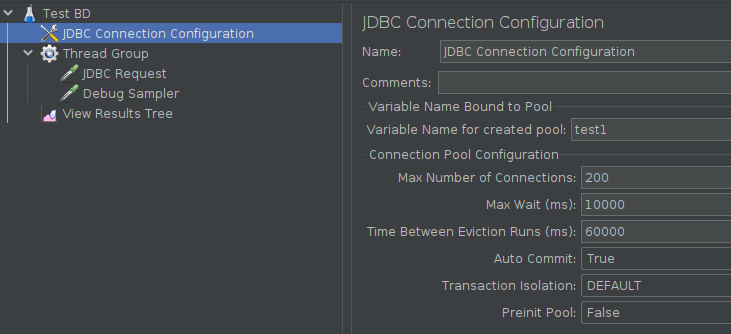 Test BD
JDBC Connection Configuration
Thread Group
JDBC Request
Debug Sampler
View Results Tree
JDBC Connection Configuration
Name: JDBC Connection Configuration
Comments:
Variable Name Bound to Pool
Variable Name for created pool: test1
Connection Pool Configuration
Max Number of Connections: 200
Max Wait (ms): 10000
Time Between Eviction Runs (ms): 60000
Auto Commit: True
Transaction Isolation: DEFAULT
Preinit Pool: False